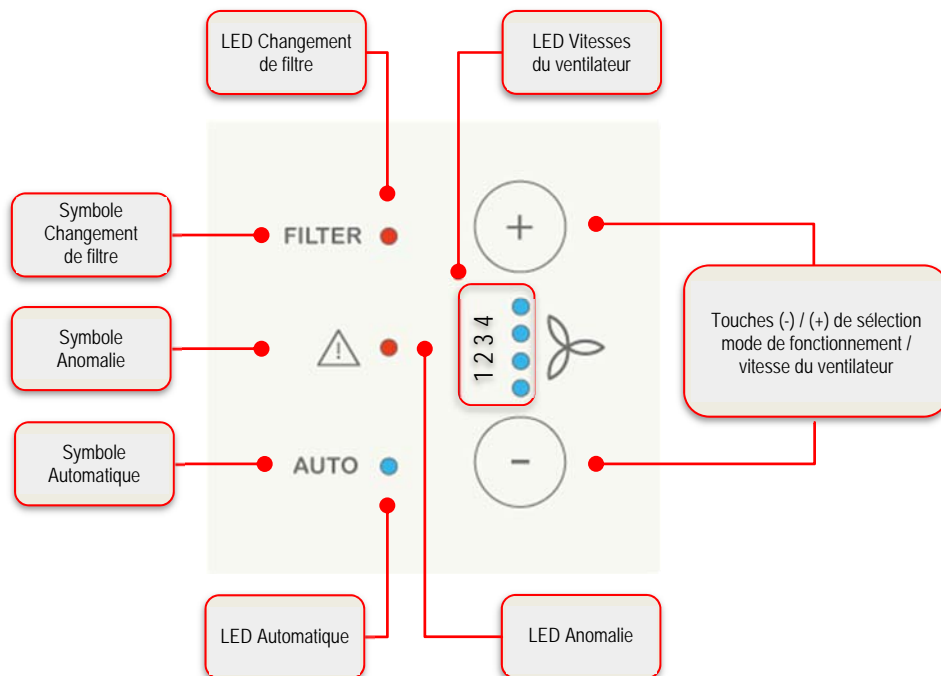 LED Changement
de filtre
LED Vitesses
du ventilateur
Symbole
Changement
de filtre
FILTER
+
Symbole
Anomalie
!
1 2 3 4
Touches (-) / (+) de sélection
mode de fonctionnement /
vitesse du ventilateur
Symbole
Automatique
AUTO
-
LED Automatique
LED Anomalie